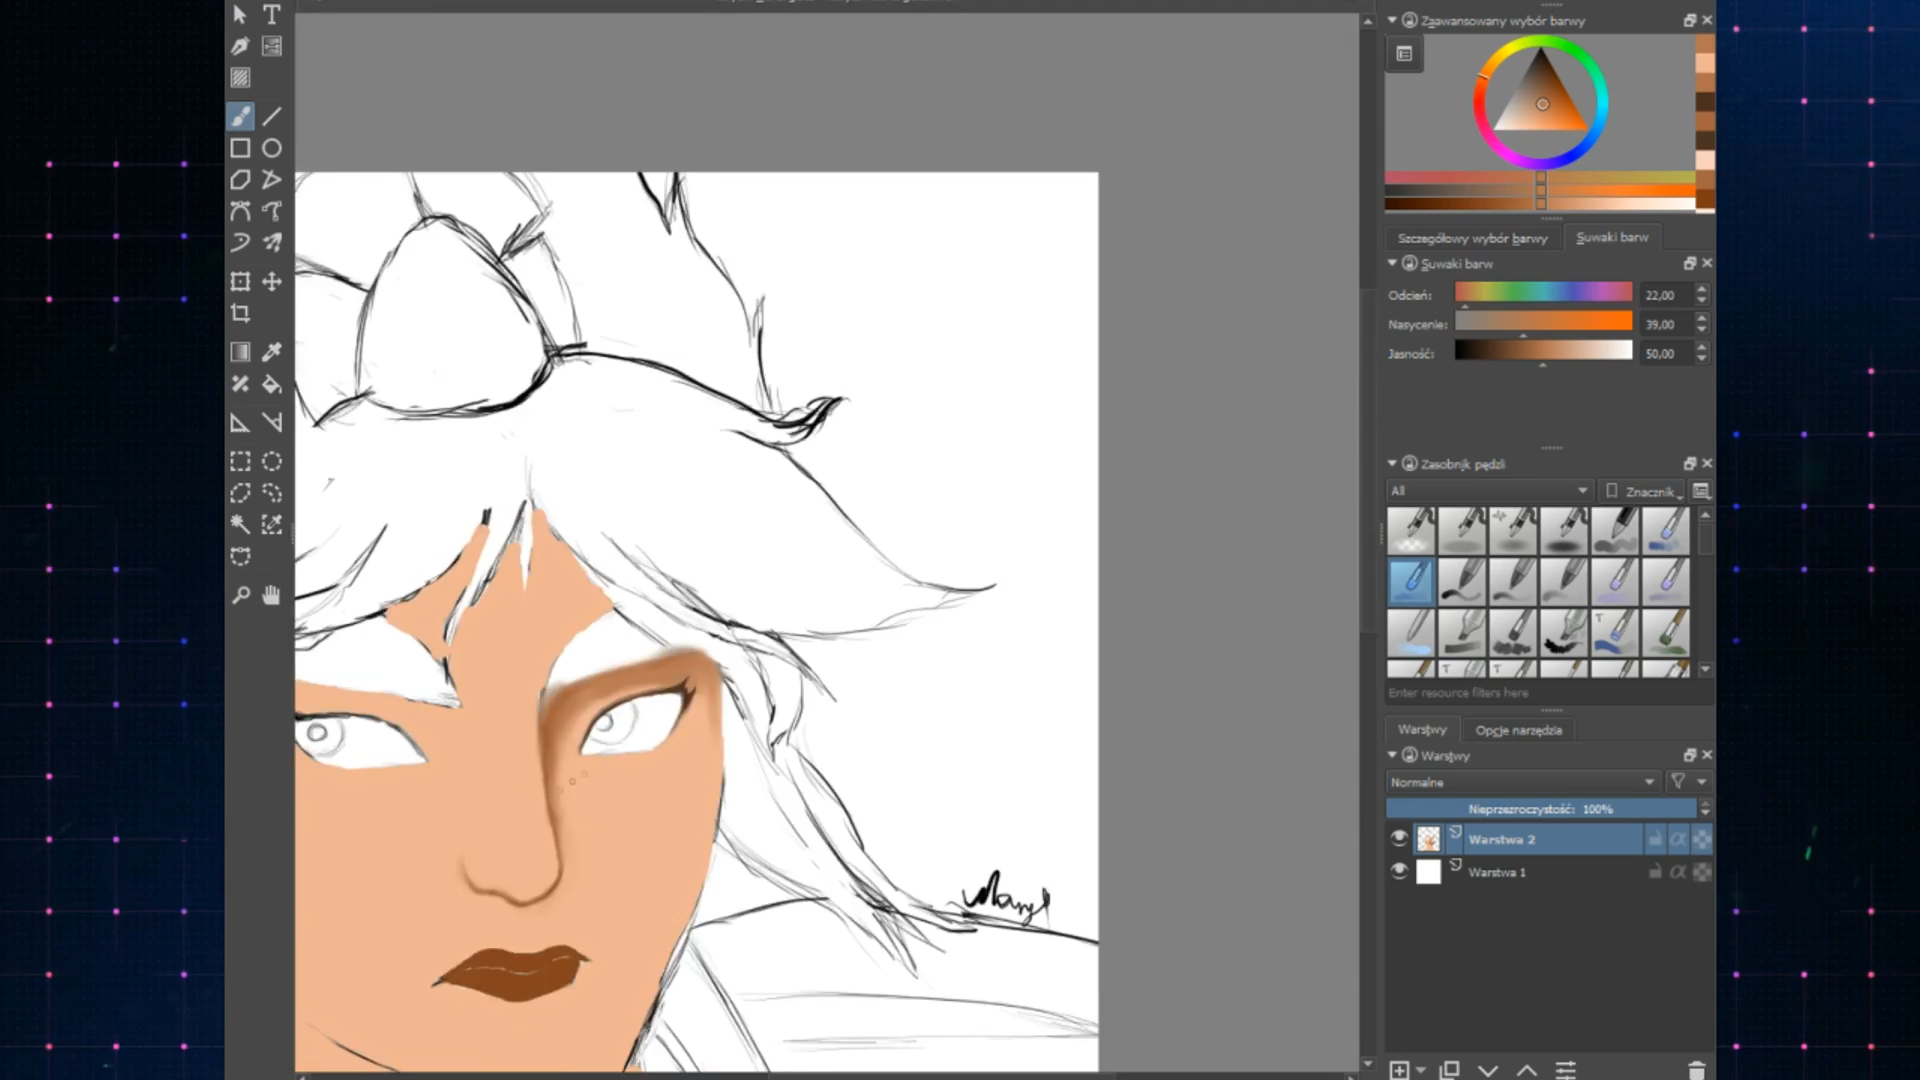 Zaawansowany wybór barwy
Szczegółowy wybór barwy
Suwaki barw
Suwaki barw
Odcień: 22,00
Nasycenie: 39,00
Jasność: 50,00
Zasobnik pędzli
All
Znacznik
Enter resource filters here
Warstwy
Opcje narzędzia
Warstwy
Normalne
Nieprzezroczystość: 100%
Warstwa 2
Warstwa 1